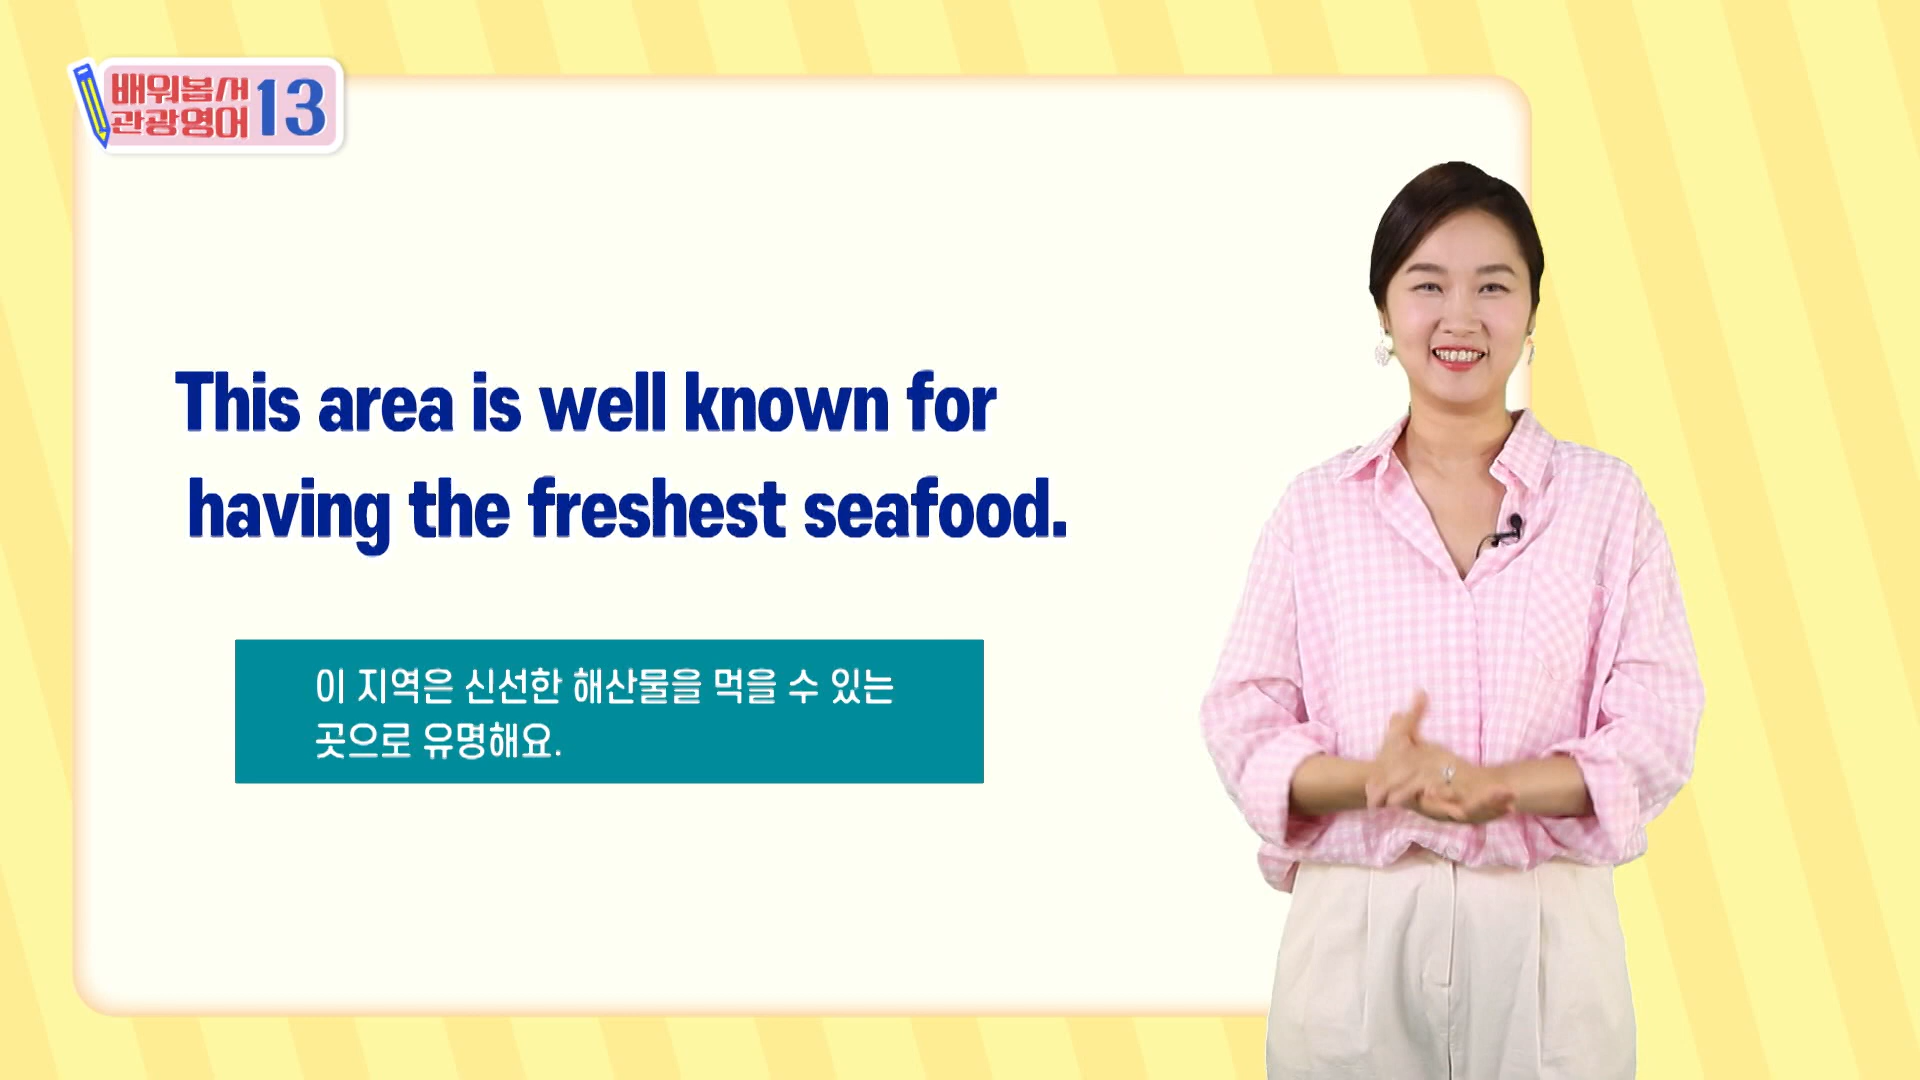 배워봅서
관광영어 13
This area is well known for
having the freshest seafood.
이 지역은 신선한 해산물을 먹을 수 있는
곳으로 유명해요.